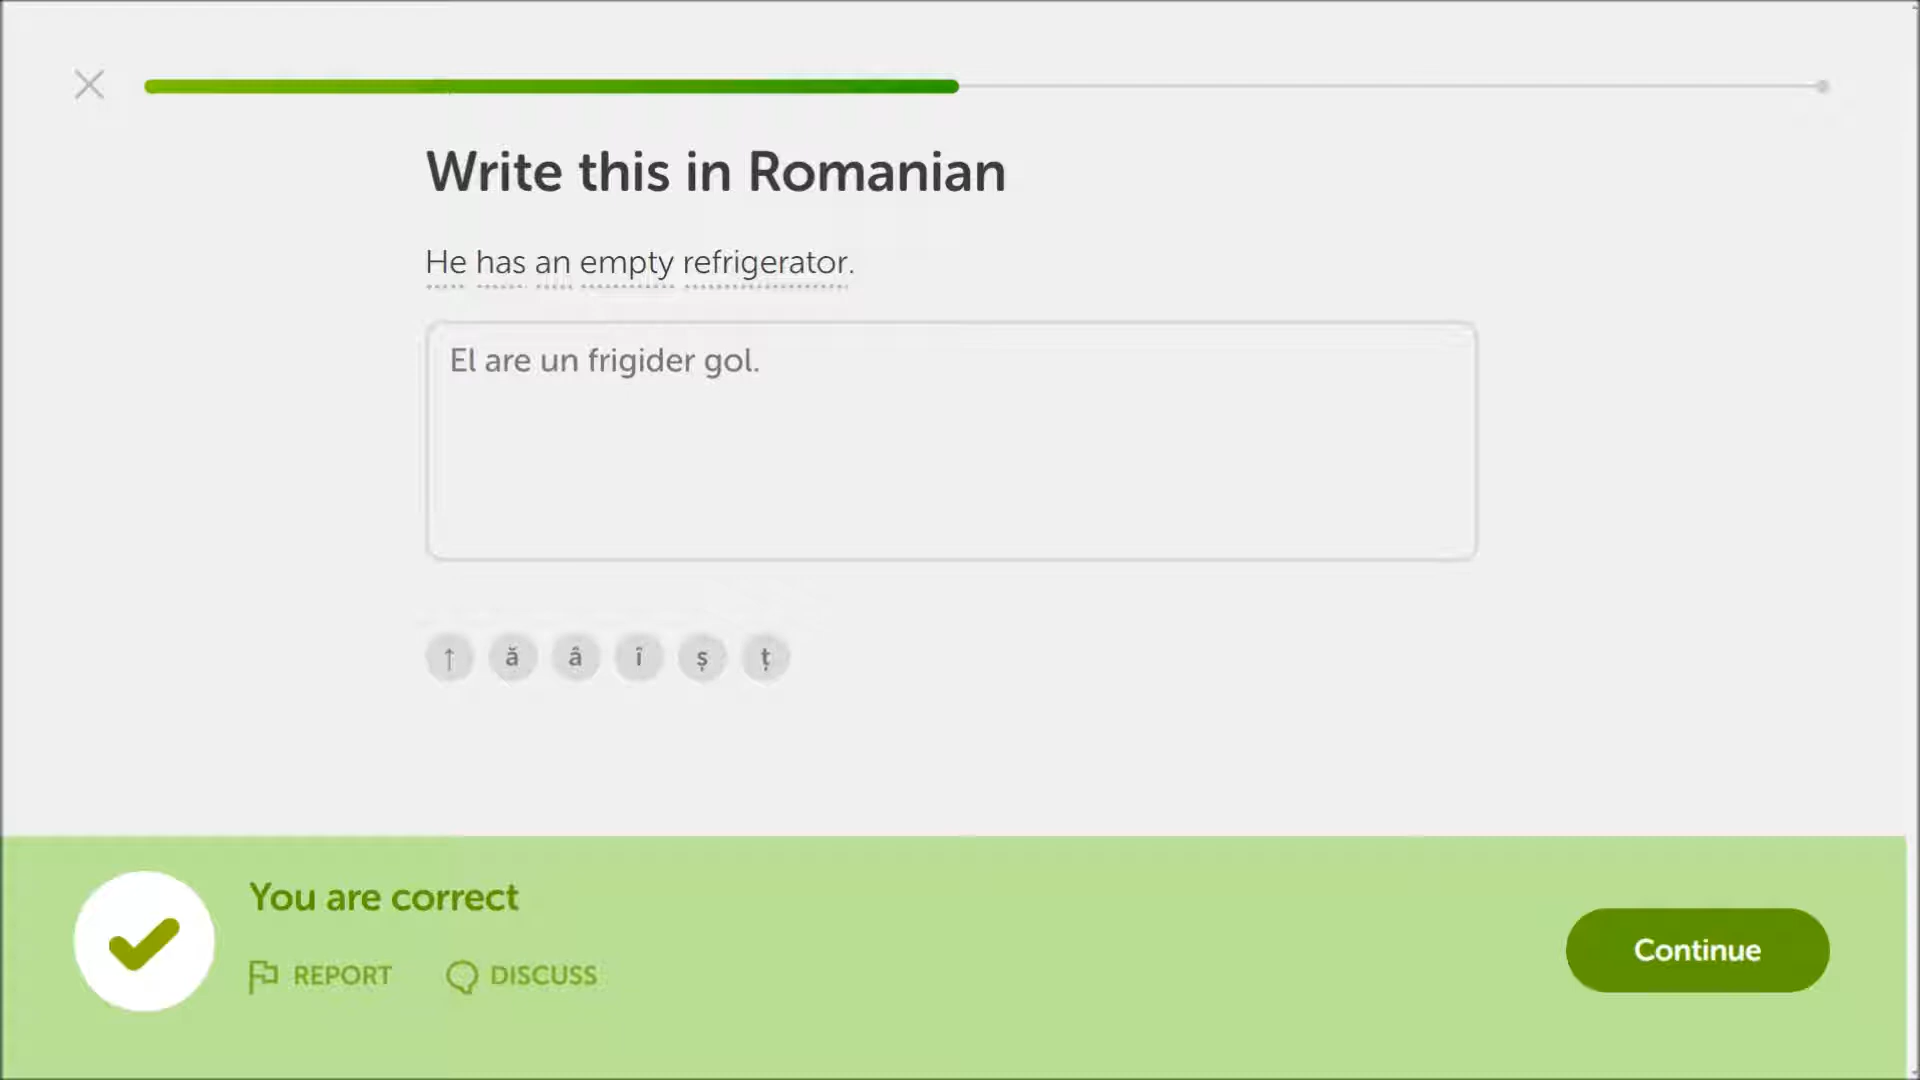 Write this in Romanian
He has an empty refrigerator.
El are un frigider gol.
↑ ă â î ș ț
You are correct
REPORT DISCUSS
Continue